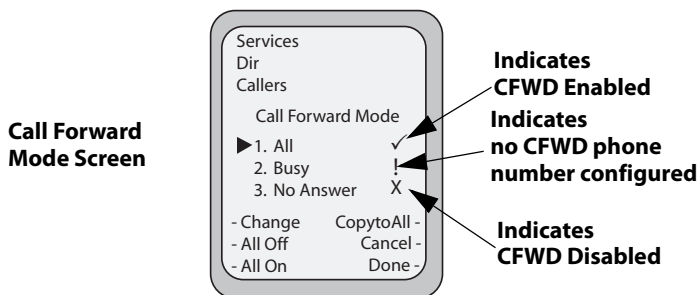 Call Forward
Mode Screen
Services
Dir
Callers
Call Forward Mode
1. All ✓
2. Busy !
3. No Answer X
- Change CopytoAll -
- All Off Cancel -
- All On Done -
Indicates
CFWD Enabled
Indicates
no CFWD phone
number configured
Indicates
CFWD Disabled